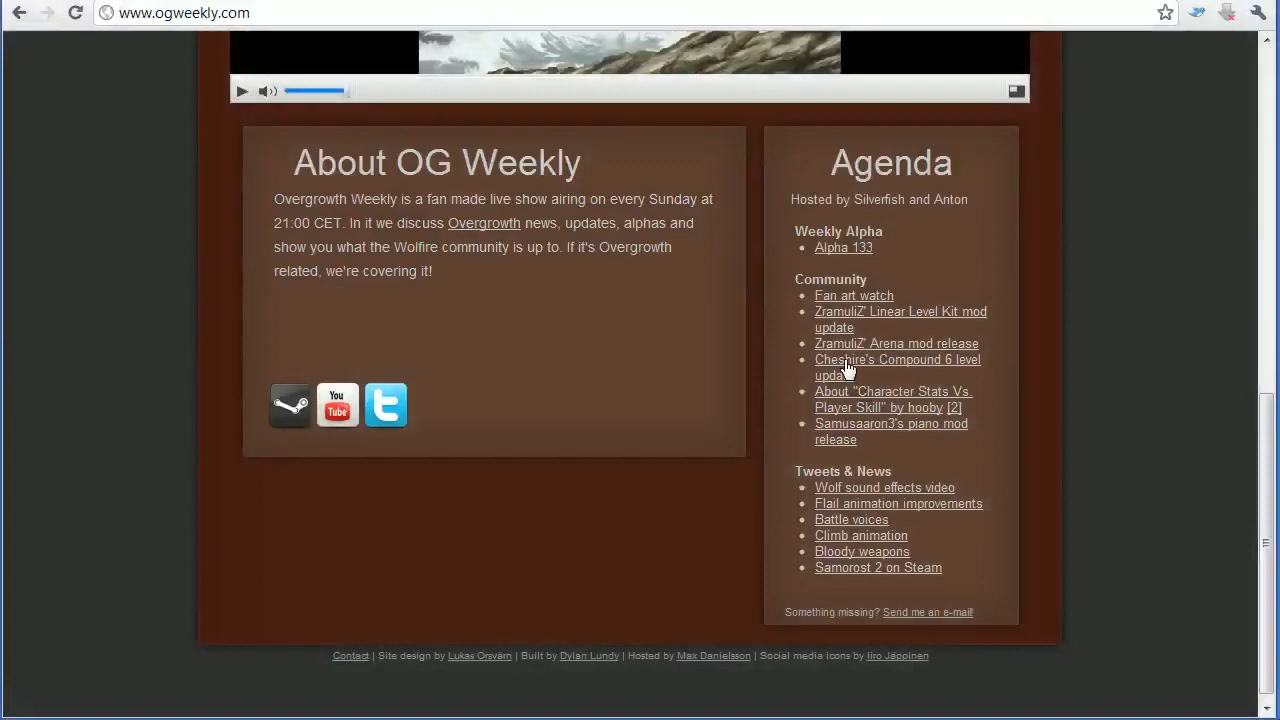 www.ogweekly.com
About OG Weekly
Overgrowth Weekly is a fan made live show airing on every Sunday at
21:00 CET. In it we discuss Overgrowth news, updates, alphas and
show you what the Wolfire community is up to. If it's Overgrowth
related, we're covering it!
You
Tube
Agenda
Hosted by Silverfish and Anton
Weekly Alpha
Alpha 133
Community
Fan art watch
ZramuliZ' Linear Level Kit mod
update
ZramuliZ' Arena mod release
Cheshire's Compound 6 level
update
About "Character Stats Vs.
Player Skill" by hooby [2]
Samusaaron3's piano mod
release
Tweets & News
Wolf sound effects video
Flail animation improvements
Battle voices
Climb animation
Bloody weapons
Samorost 2 on Steam
Something missing? Send me an e-mail!
Contact | Site design by Lukas Orsvärn | Built by Dylan Lundy | Hosted by Max Danielsson | Social media icons by Iiro Jäppinen